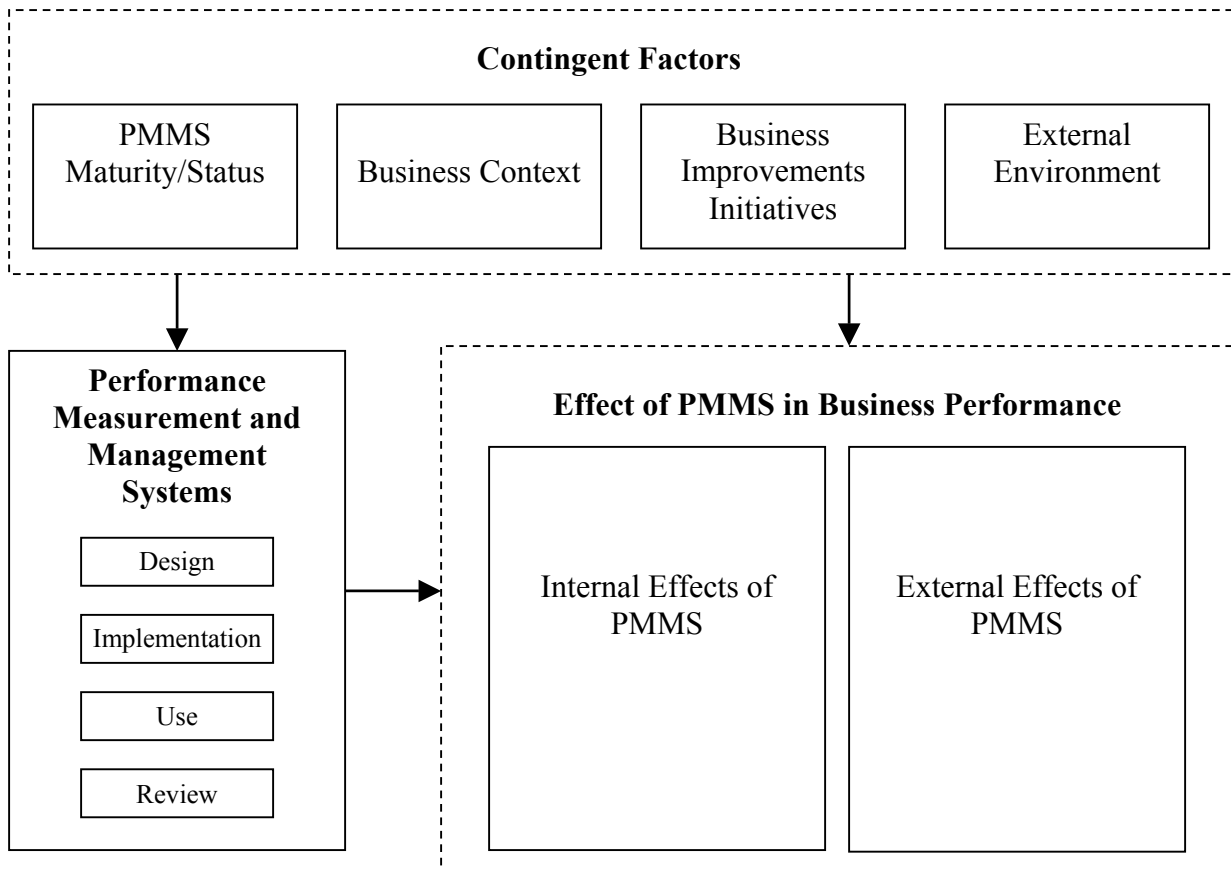 Contingent Factors
PMMS
Maturity/Status
Business Context
Business
Improvements
Initiatives
External
Environment
Performance
Measurement and
Management
Systems
Design
Implementation
Use
Review
Effect of PMMS in Business Performance
Internal Effects of
PMMS
External Effects of
PMMS